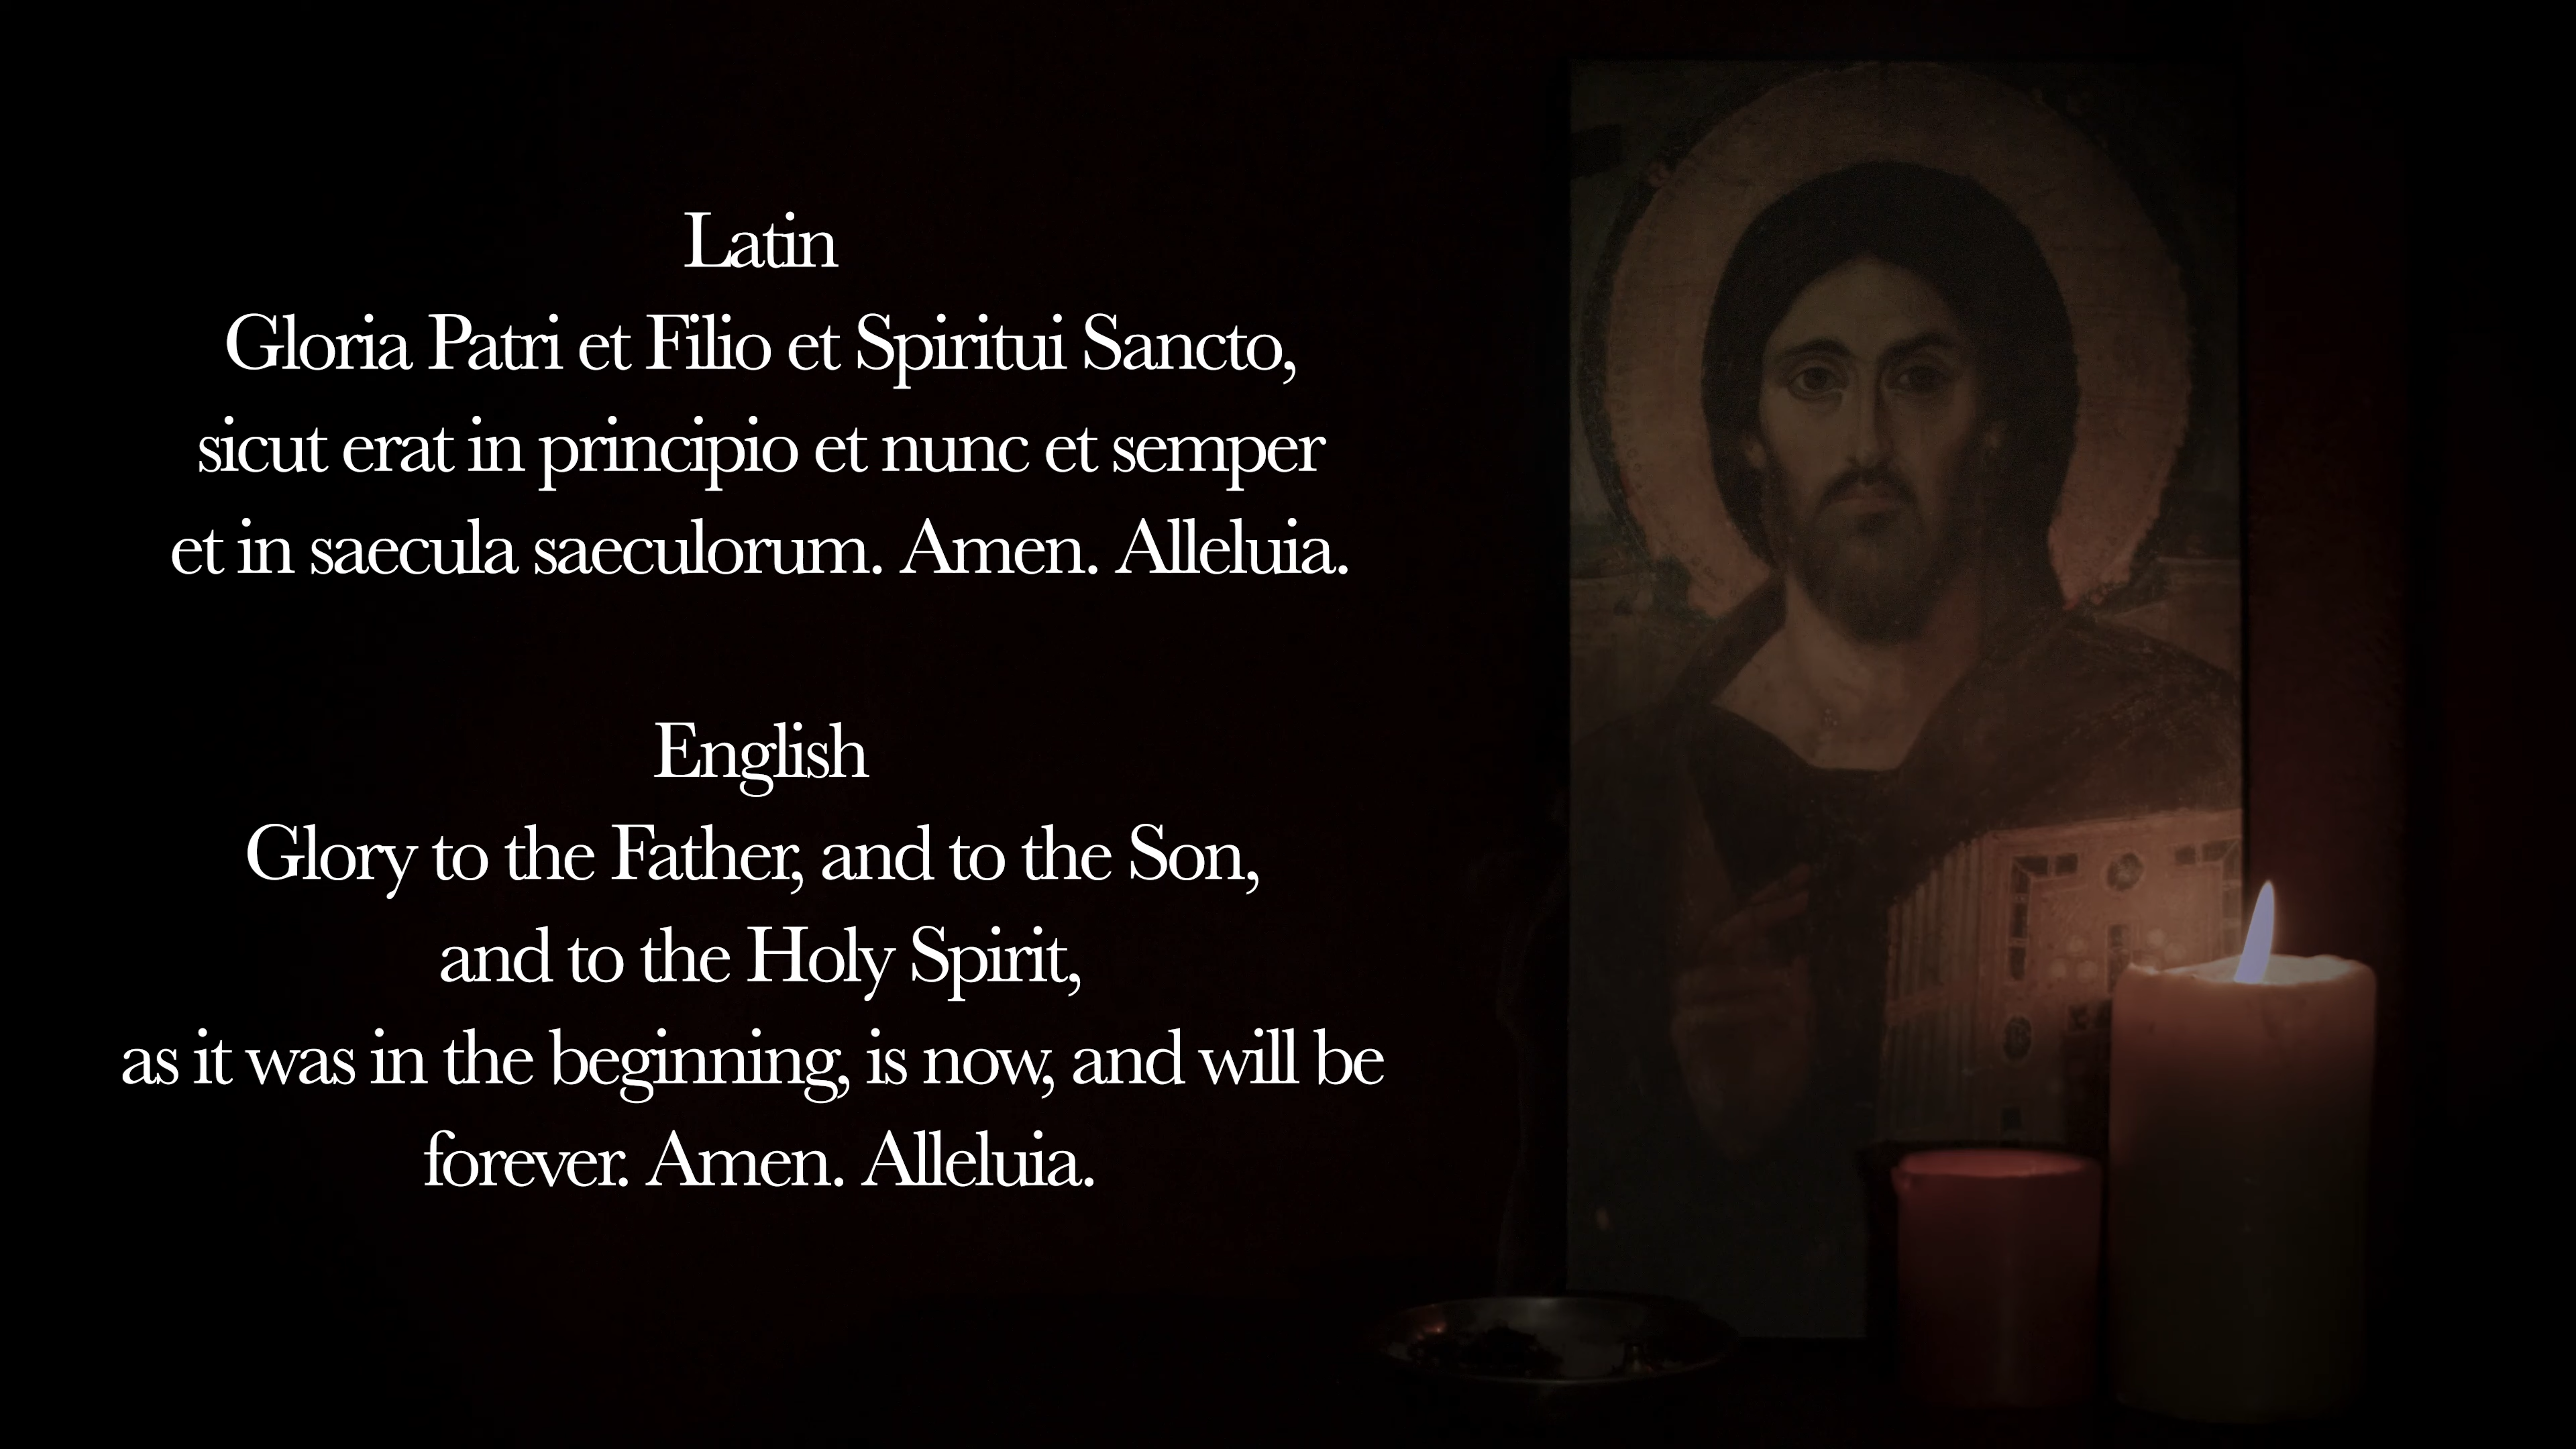 Latin
Gloria Patri et Filio et Spiritui Sancto,
sicut erat in principio et nunc et semper
et in saecula saeculorum. Amen. Alleluia.
English
Glory to the Father, and to the Son,
and to the Holy Spirit,
as it was in the beginning, is now, and will be
forever. Amen. Alleluia.